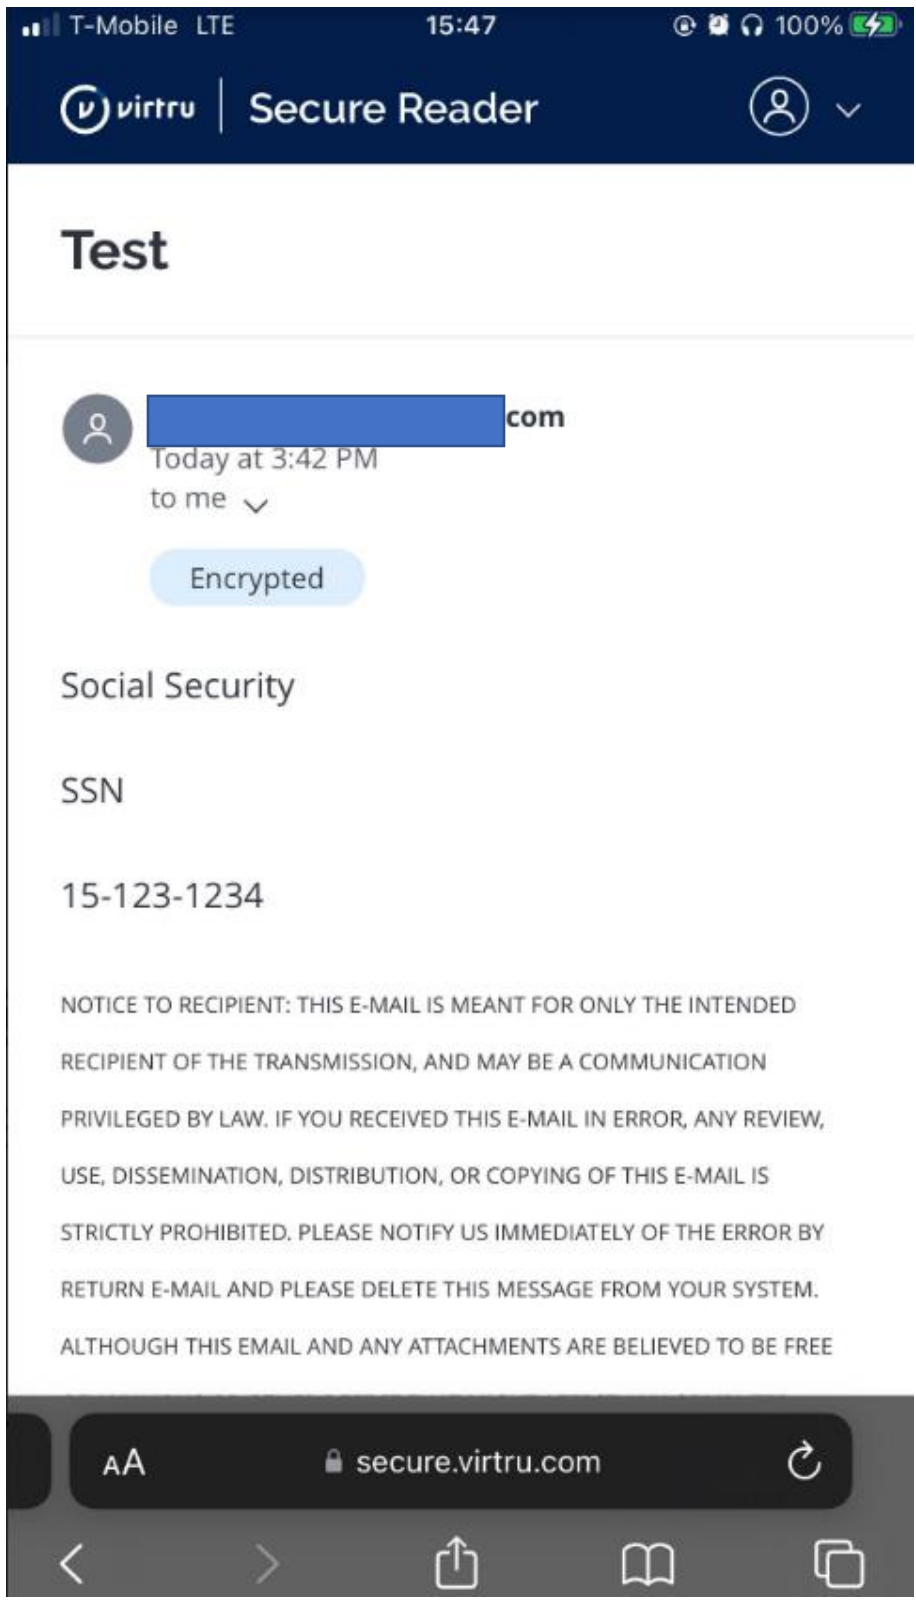 T-Mobile LTE 15:47 100%
virtru Secure Reader
Test
com
Today at 3:42 PM
to me
Encrypted
Social Security
SSN
15-123-1234
NOTICE TO RECIPIENT: THIS E-MAIL IS MEANT FOR ONLY THE INTENDED
RECIPIENT OF THE TRANSMISSION, AND MAY BE A COMMUNICATION
PRIVILEGED BY LAW. IF YOU RECEIVED THIS E-MAIL IN ERROR, ANY REVIEW,
USE, DISSEMINATION, DISTRIBUTION, OR COPYING OF THIS E-MAIL IS
STRICTLY PROHIBITED. PLEASE NOTIFY US IMMEDIATELY OF THE ERROR BY
RETURN E-MAIL AND PLEASE DELETE THIS MESSAGE FROM YOUR SYSTEM.
ALTHOUGH THIS EMAIL AND ANY ATTACHMENTS ARE BELIEVED TO BE FREE
AA secure.virtru.com